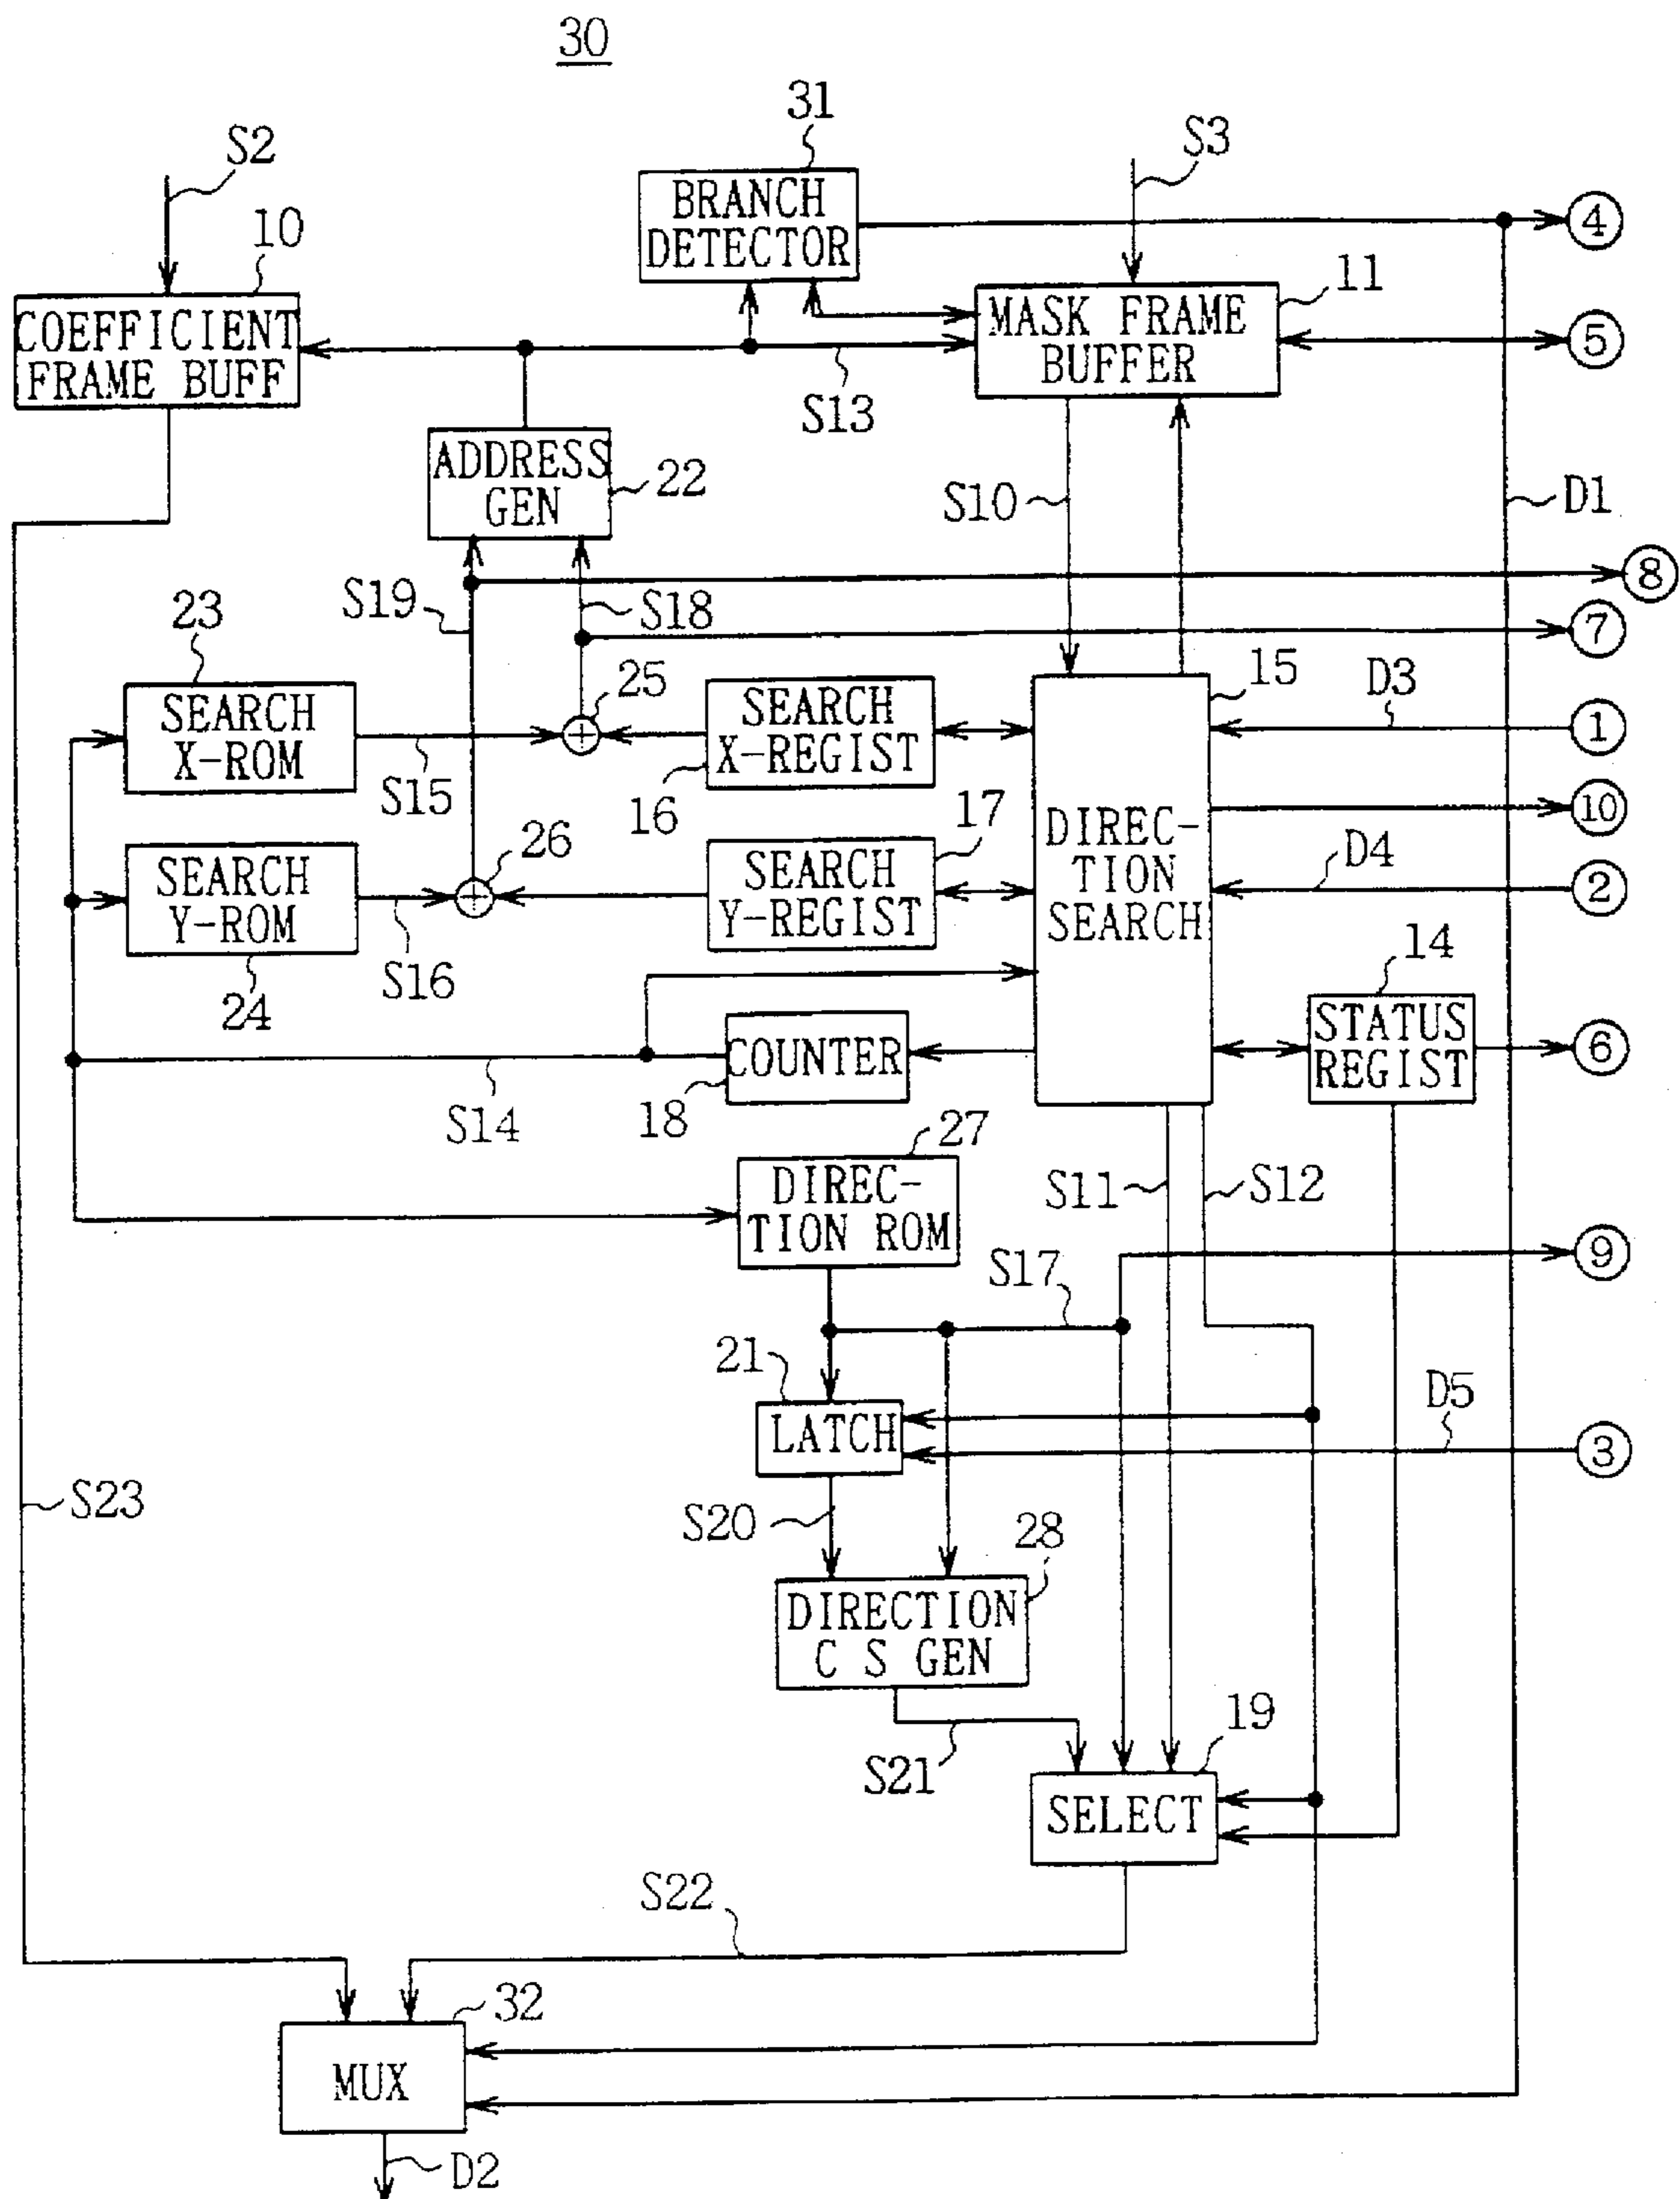 30
31
S2
S3
BRANCH
DETECTOR
4
10
11
COEFFICIENT
FRAME BUFF
MASK FRAME
BUFFER
5
S13
ADDRESS
GEN
22
S10
D1
8
S19
S18
23
7
15
25
D3
SEARCH
X-ROM
SEARCH
X-REGIST
1
S15
16
10
17
DIREC-
TION
SEARCH
26
D4
SEARCH
Y-ROM
SEARCH
Y-REGIST
2
S16
14
24
STATUS
REGIST
COUNTER
6
S14
18
27
DIREC-
TION ROM
S11
S12
S17
9
21
D5
LATCH
3
S23
S20
28
DIRECTION
C S GEN
19
S21
SELECT
S22
32
MUX
D2